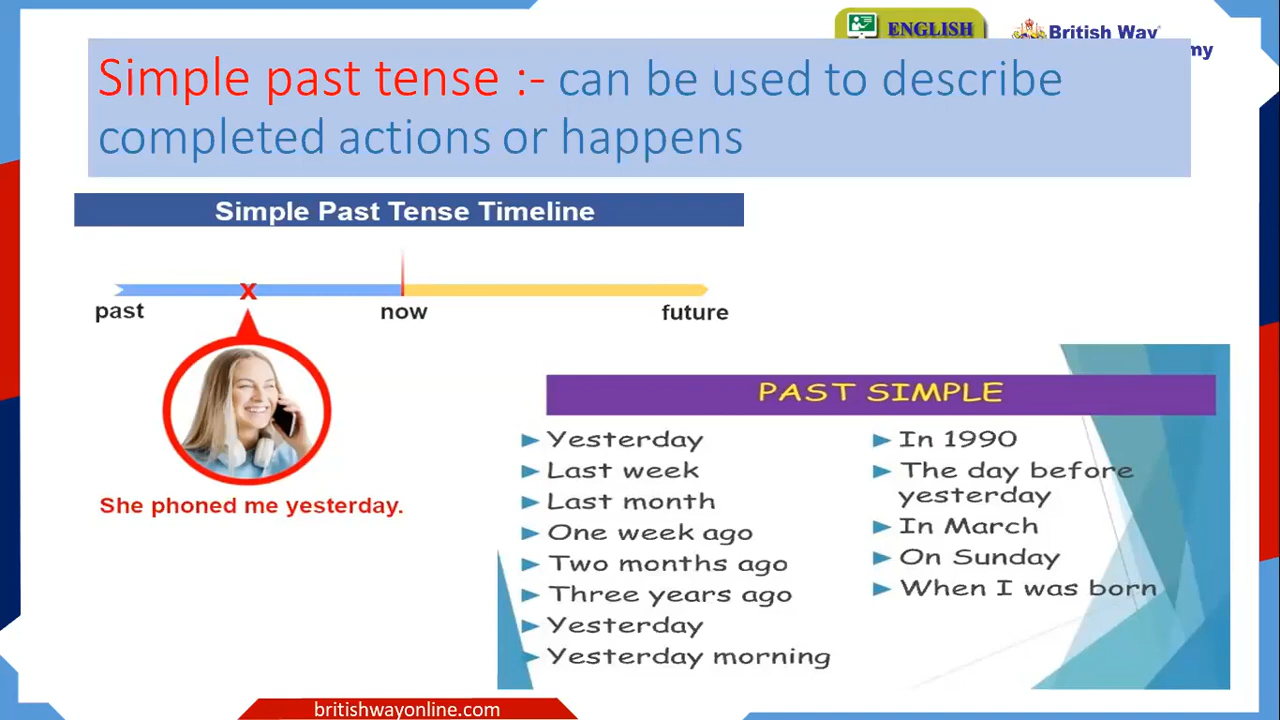 ENGLISH
British Way
my
Simple past tense :- can be used to describe
completed actions or happens
Simple Past Tense Timeline
x
past
now
future
She phoned me yesterday.
PAST SIMPLE
Yesterday
Last week
Last month
One week ago
Two months ago
Three years ago
Yesterday
Yesterday morning
In 1990
The day before
yesterday
In March
On Sunday
When I was born
britishwayonline.com